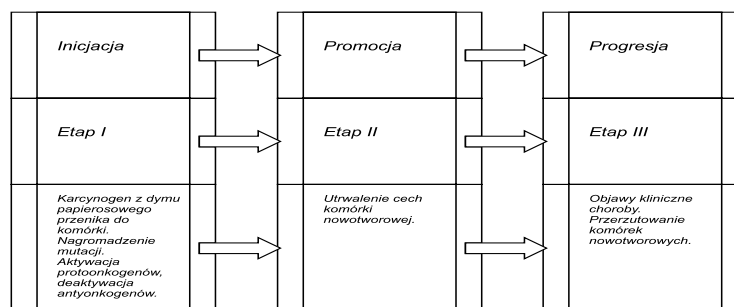 Inicjacja
Promocja
Progresja
Etap I
Etap II
Etap III
Karcynogen z dymu
papierosowego
przenika do
komórki.
Nagromadzenie
mutacji.
Aktywacja
protoonkogenów,
deaktywacja
antyonkogenów.
Utrwalenie cech
komórki
nowotworowej.
Objawy kliniczne
choroby.
Przerzutowanie
komórek
nowotworowych.